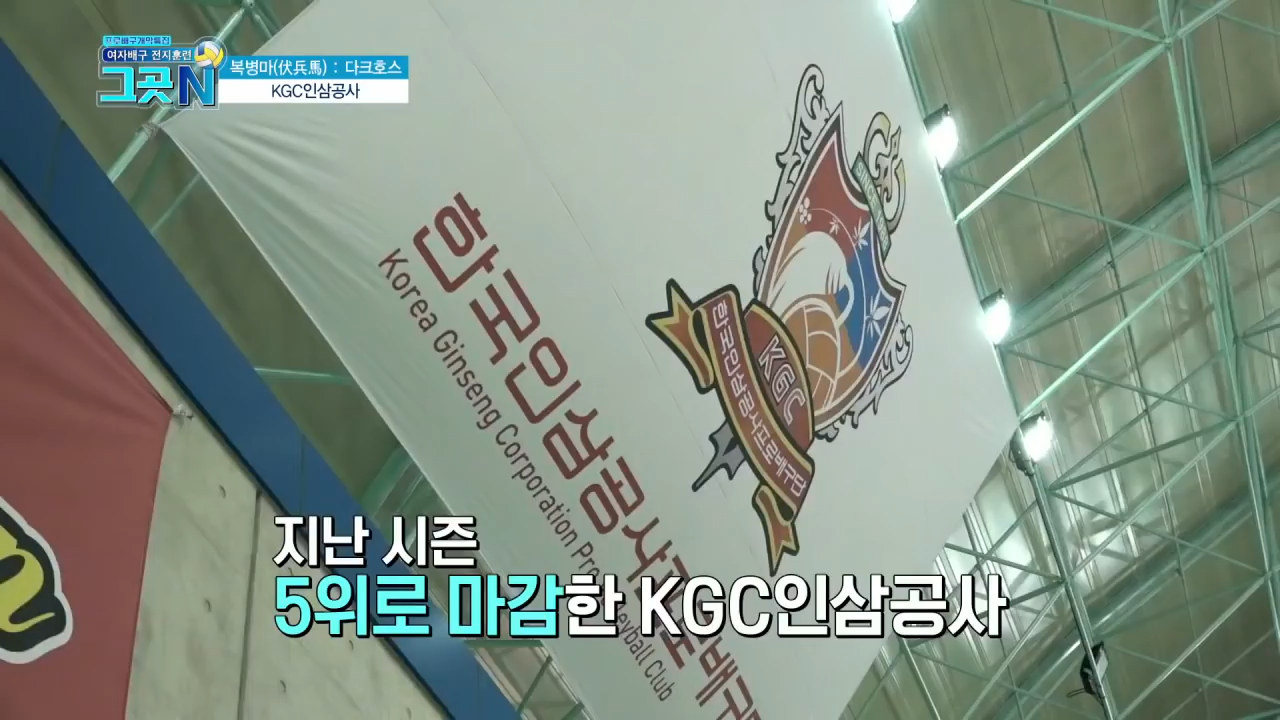 프로배구개막특집
여자배구 전지훈련
그곳N
복병마(伏兵馬) : 다크호스
KGC인삼공사
한국인삼공사프로배구단
Korea Ginseng Corporation Pro Volleyball Club
KGC
한국인삼공사프로배구단
지난 시즌
5위로 마감한 KGC인삼공사